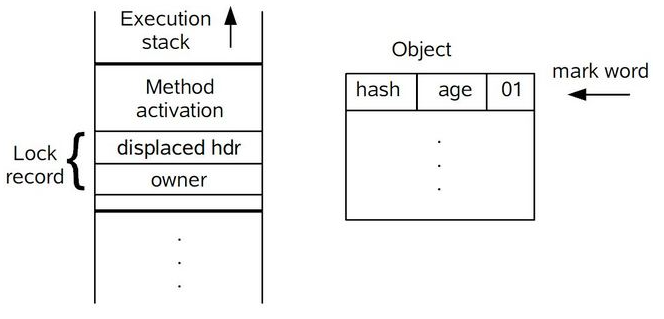 Execution
stack
Method
activation
Lock
record
displaced hdr
owner
Object
hash age 01
mark word